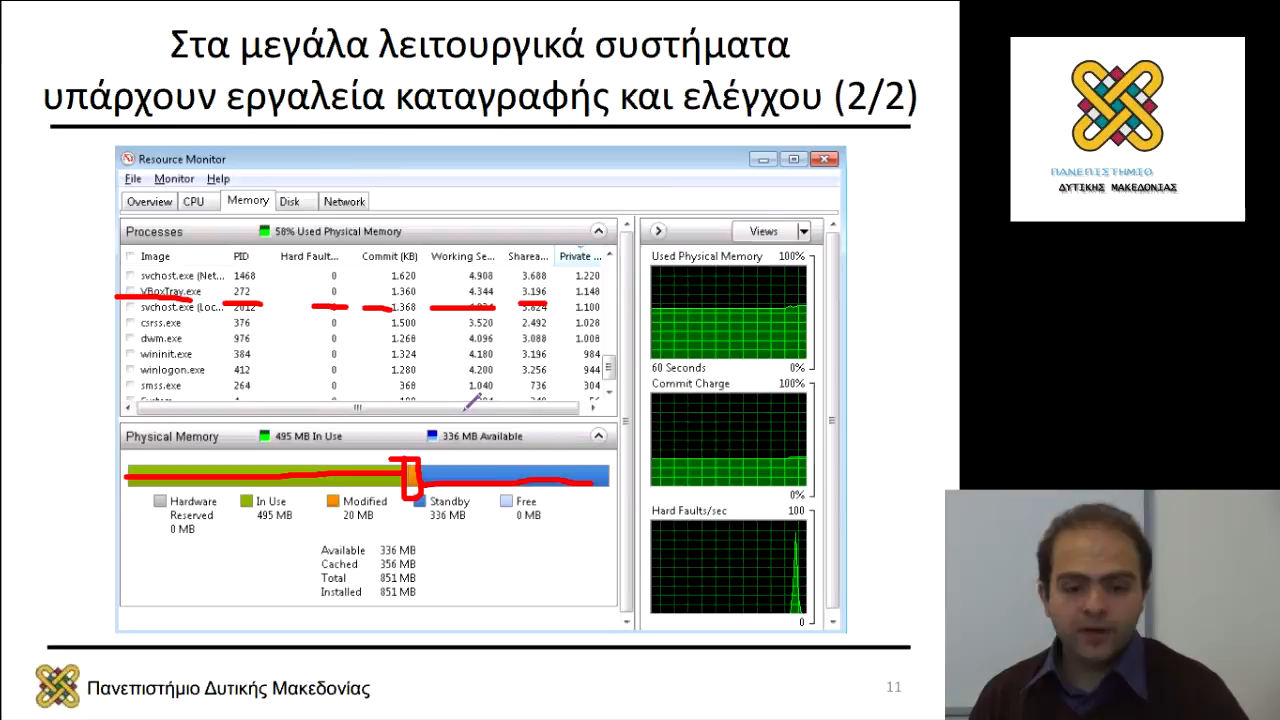 Στα μεγάλα λειτουργικά συστήματα
υπάρχουν εργαλεία καταγραφής και ελέγχου (2/2)
ΠΑΝΕΠΙΣΤΗΜΙΟ
ΔΥΤΙΚΗΣ ΜΑΚΕΔΟΝΙΑΣ
Resource Monitor
File Monitor Help
Overview CPU Memory Disk Network
Processes 58% Used Physical Memory
Image PID Hard Fault... Commit (KB) Working Se... Sharea... Private ...
svchost.exe (Net... 1468 0 1.620 4.908 3.688 1.220
VBoxTray.exe 272 0 1.360 4.344 3.196 1.148
svchost.exe (Loc... 2012 0 1.368 3.824 1.100
csrss.exe 376 0 1.500 3.520 2.492 1.028
dwm.exe 976 0 1.268 4.096 3.088 1.008
wininit.exe 384 0 1.324 4.180 3.196 984
winlogon.exe 412 0 1.280 4.200 3.256 944
smss.exe 264 0 368 1.040 736 304
Physical Memory 495 MB In Use 336 MB Available
Hardware Reserved 0 MB
In Use 495 MB
Modified 20 MB
Standby 336 MB
Free 0 MB
Available 336 MB
Cached 356 MB
Total 851 MB
Installed 851 MB
Views
Used Physical Memory 100%
60 Seconds 0%
Commit Charge 100%
0%
Hard Faults/sec 100
0
Πανεπιστήμιο Δυτικής Μακεδονίας
11